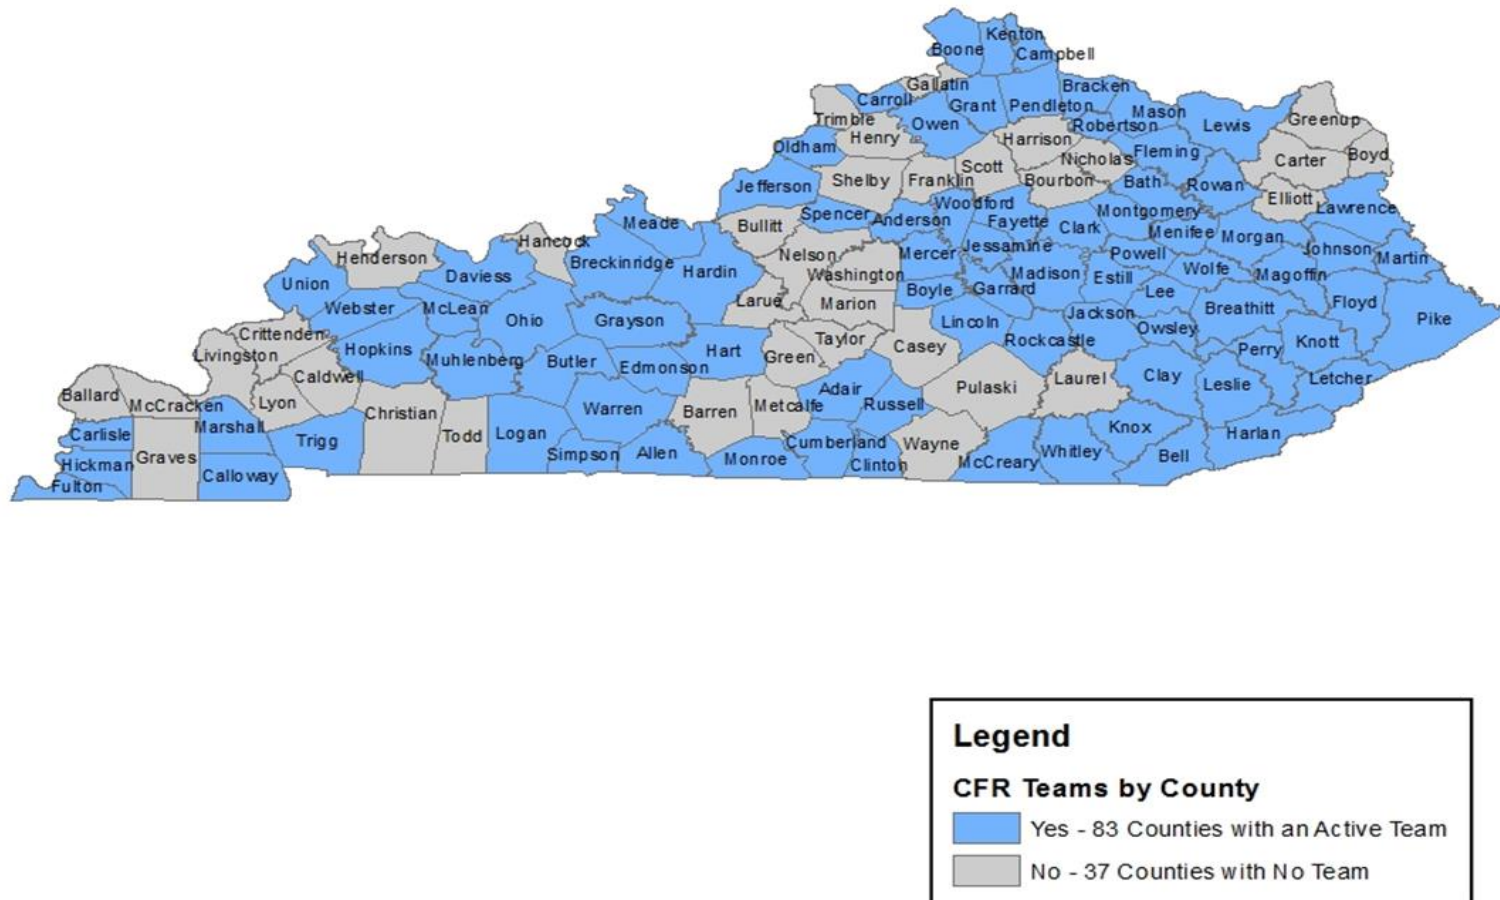 Kenton
Boone
Campbell
Gallatin
Bracken
Carroll
Grant
Pendleton
Mason
Trimble
Owen
Robertson
Lewis
Greenup
Henry
Harrison
Oldham
Fleming
Boyd
Nicholas
Carter
Scott
Shelby
Franklin
Bourbon
Bath
Rowan
Jefferson
Elliott
Woodford
Lawrence
Spencer
Montgomery
Anderson
Fayette
Meade
Bullitt
Clark
Menifee
Morgan
Hancock
Jessamine
Johnson
Nelson
Mercer
Powell
Henderson
Martin
Breckinridge
Wolfe
Hardin
Washington
Madison
Magoffin
Daviess
Estill
Union
Boyle
Garrard
Lee
Larue
Marion
Floyd
Webster
McLean
Breathitt
Jackson
Ohio
Grayson
Lincoln
Pike
Owsley
Crittenden
Taylor
Rockcastle
Knott
Casey
Hopkins
Hart
Perry
Livingston
Green
Muhlenberg
Butler
Edmonson
Caldwell
Clay
Laurel
Letcher
Leslie
Pulaski
Adair
Ballard
Lyon
McCracken
Metcalfe
Russell
Christian
Warren
Barren
Marshall
Knox
Carlisle
Logan
Harlan
Todd
Trigg
Cumberland
Wayne
Whitley
Allen
Simpson
Graves
Bell
Monroe
McCreary
Hickman
Clinton
Calloway
Fulton
Legend
CFR Teams by County
Yes - 83 Counties with an Active Team
No - 37 Counties with No Team